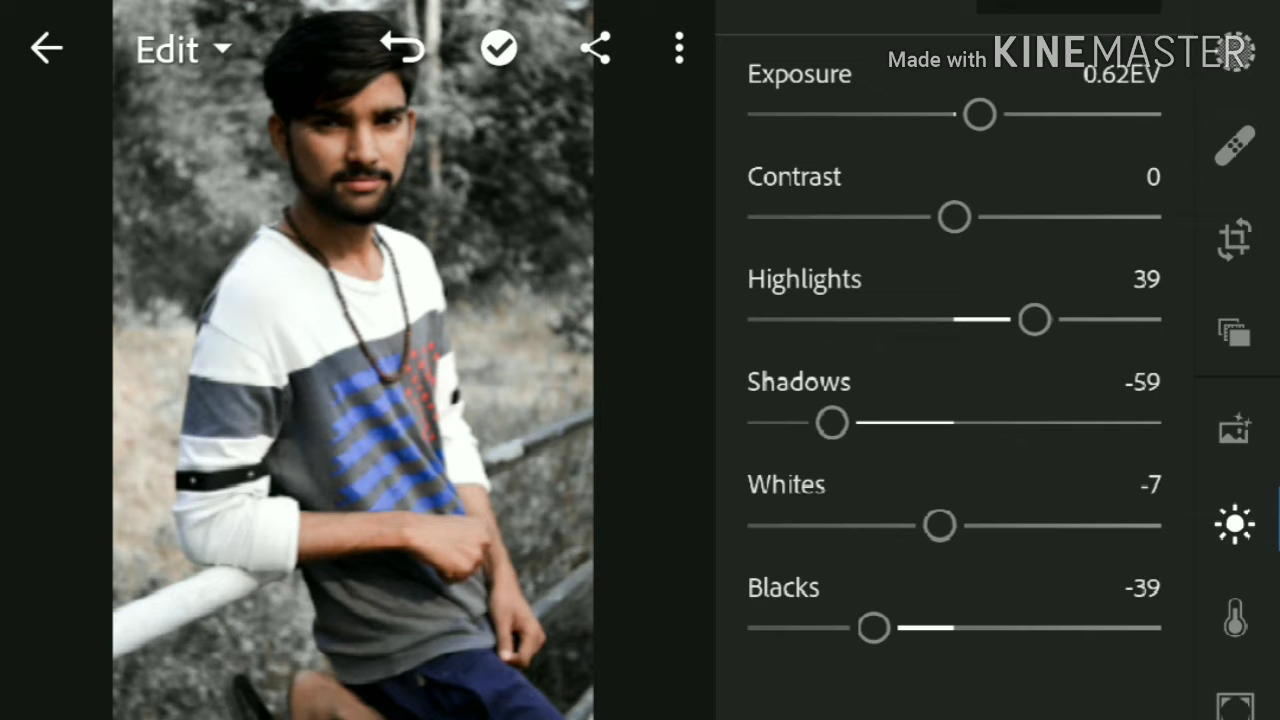 Edit
Made with KINEMASTER
Exposure 0.62EV
Contrast 0
Highlights 39
Shadows -59
Whites -7
Blacks -39